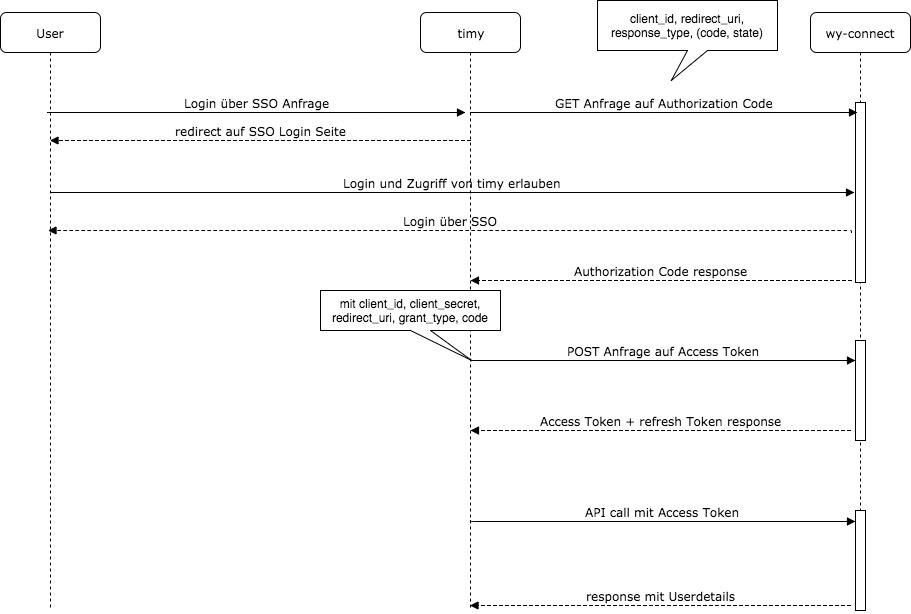 client_id, redirect_uri,
response_type, (code, state)
User
timy
wy-connect
Login über SSO Anfrage
GET Anfrage auf Authorization Code
redirect auf SSO Login Seite
Login und Zugriff von timy erlauben
Login über SSO
Authorization Code response
mit client_id, client_secret,
redirect_uri, grant_type, code
POST Anfrage auf Access Token
Access Token + refresh Token response
API call mit Access Token
response mit Userdetails